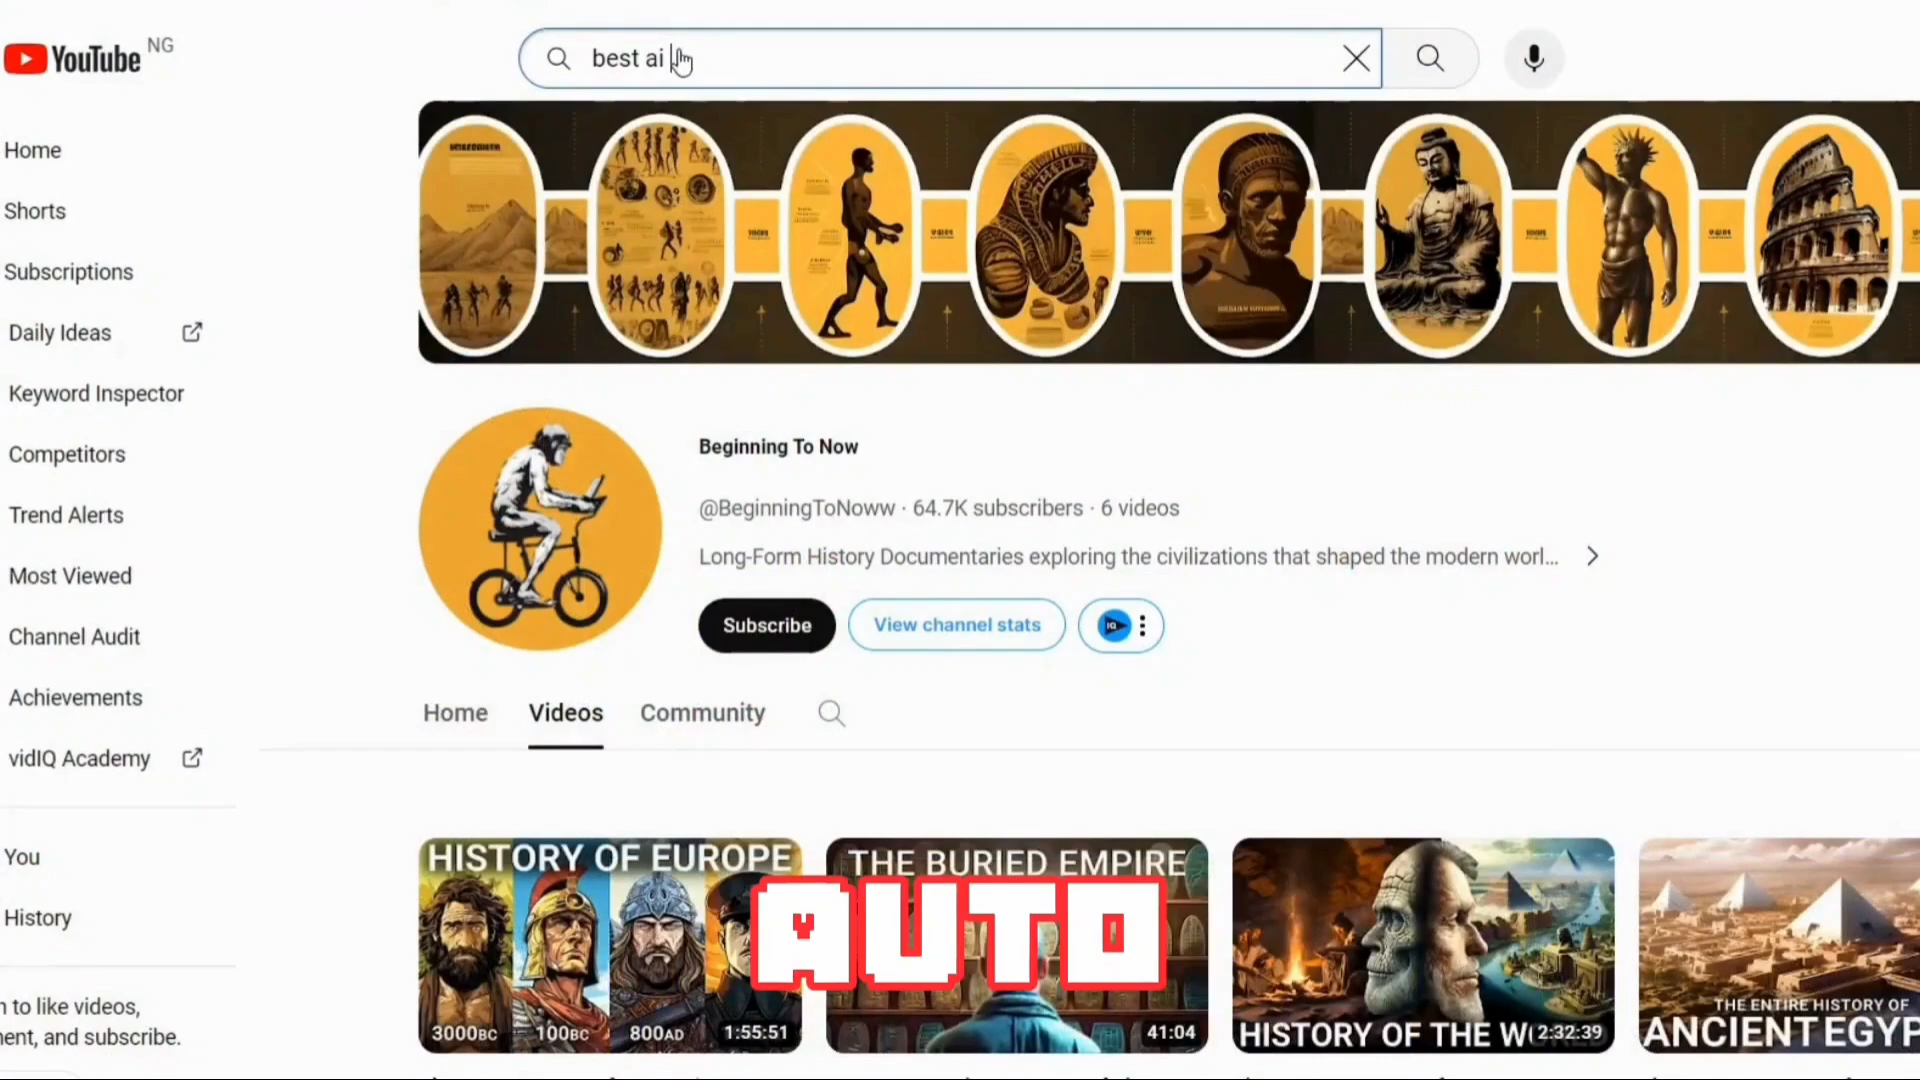 YouTube NG
best ai
Home
Shorts
Subscriptions
Daily Ideas
Keyword Inspector
Competitors
Trend Alerts
Most Viewed
Channel Audit
Achievements
vidIQ Academy
You
History
n to like videos,
nent, and subscribe.
Beginning To Now
@BeginningToNoww · 64.7K subscribers · 6 videos
Long-Form History Documentaries exploring the civilizations that shaped the modern worl...
Subscribe
View channel stats
IQ
Home
Videos
Community
HISTORY OF EUROPE
3000BC
100BC
800AD
1:55:51
THE BURIED EMPIRE
41:04
AUTO
HISTORY OF THE W
2:32:39
THE ENTIRE HISTORY OF
ANCIENT EGYP